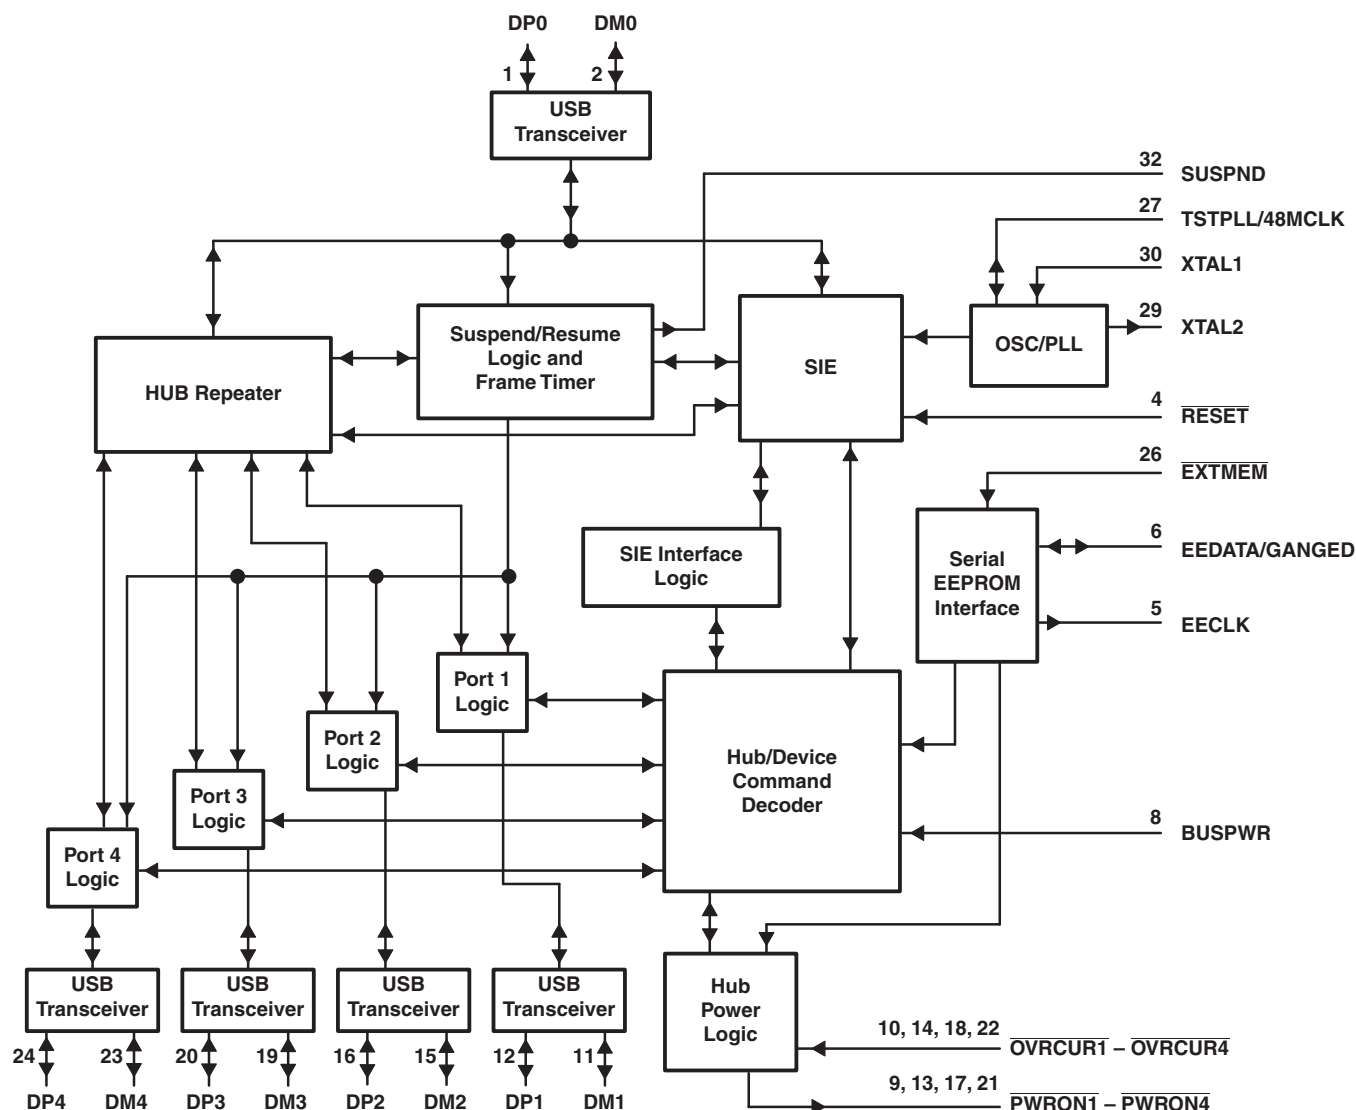 DP0 DM0
1 2
USB
Transceiver
32 SUSPND
27 TSTPLL/48MCLK
30 XTAL1
29 XTAL2
OSC/PLL
Suspend/Resume
Logic and
Frame Timer
SIE
HUB Repeater
4 RESET
26 EXTMEM
6 EEDATA/GANGED
5 EECLK
Serial
EEPROM
Interface
SIE Interface
Logic
Port 1
Logic
Port 2
Logic
Port 3
Logic
Port 4
Logic
Hub/Device
Command
Decoder
8 BUSPWR
USB
Transceiver
USB
Transceiver
USB
Transceiver
USB
Transceiver
Hub
Power
Logic
10, 14, 18, 22
OVRCUR1 – OVRCUR4
9, 13, 17, 21
PWRON1 – PWRON4
24 23 20 19 16 15 12 11
DP4 DM4 DP3 DM3 DP2 DM2 DP1 DM1